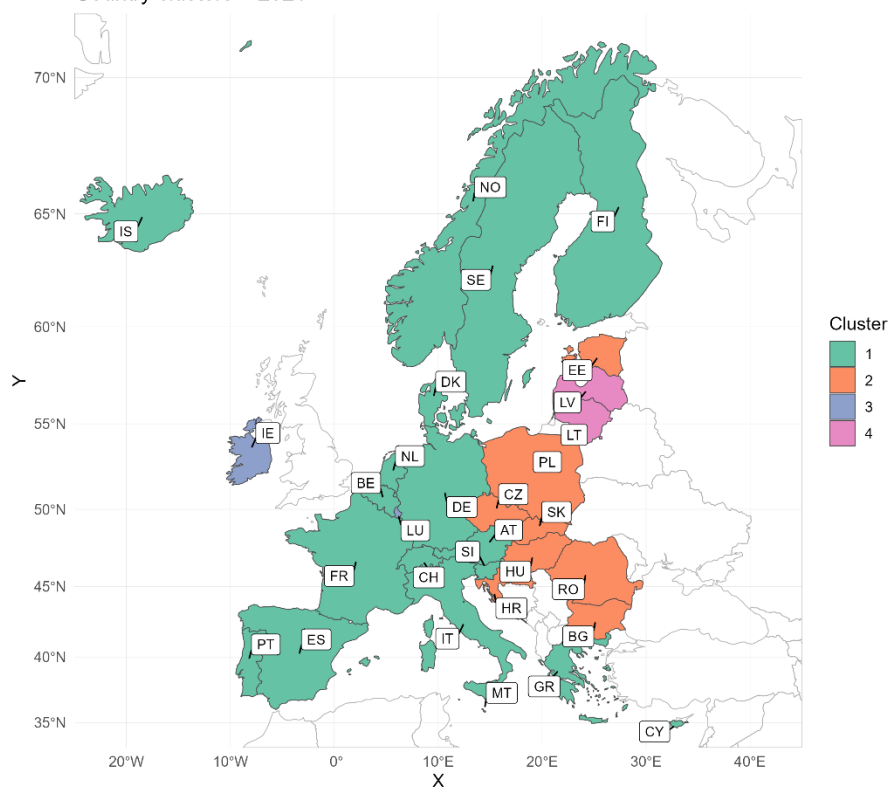 70°N
65°N
60°N
55°N
50°N
45°N
40°N
35°N
Y
NO
IS
FI
SE
EE
DK
LV
IE
LT
NL
PL
BE
CZ
DE
SK
LU
AT
SI
HU
FR
CH
RO
HR
PT
ES
IT
BG
GR
MT
CY
20°W
10°W
0°
10°E
20°E
30°E
40°E
X
Cluster
1
2
3
4